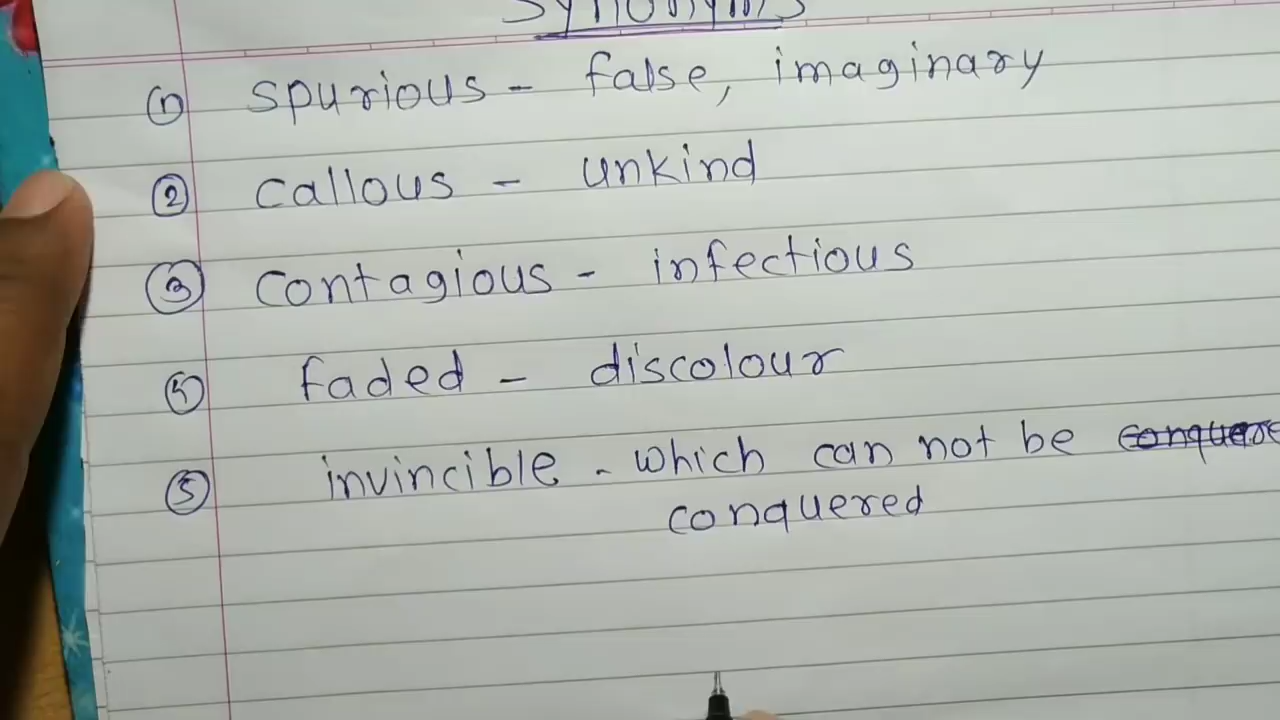 Synonyms
① spurious - false, imaginary
② callous - unkind
③ contagious - infectious
④ faded - discolour
⑤ invincible - which can not be
conquered